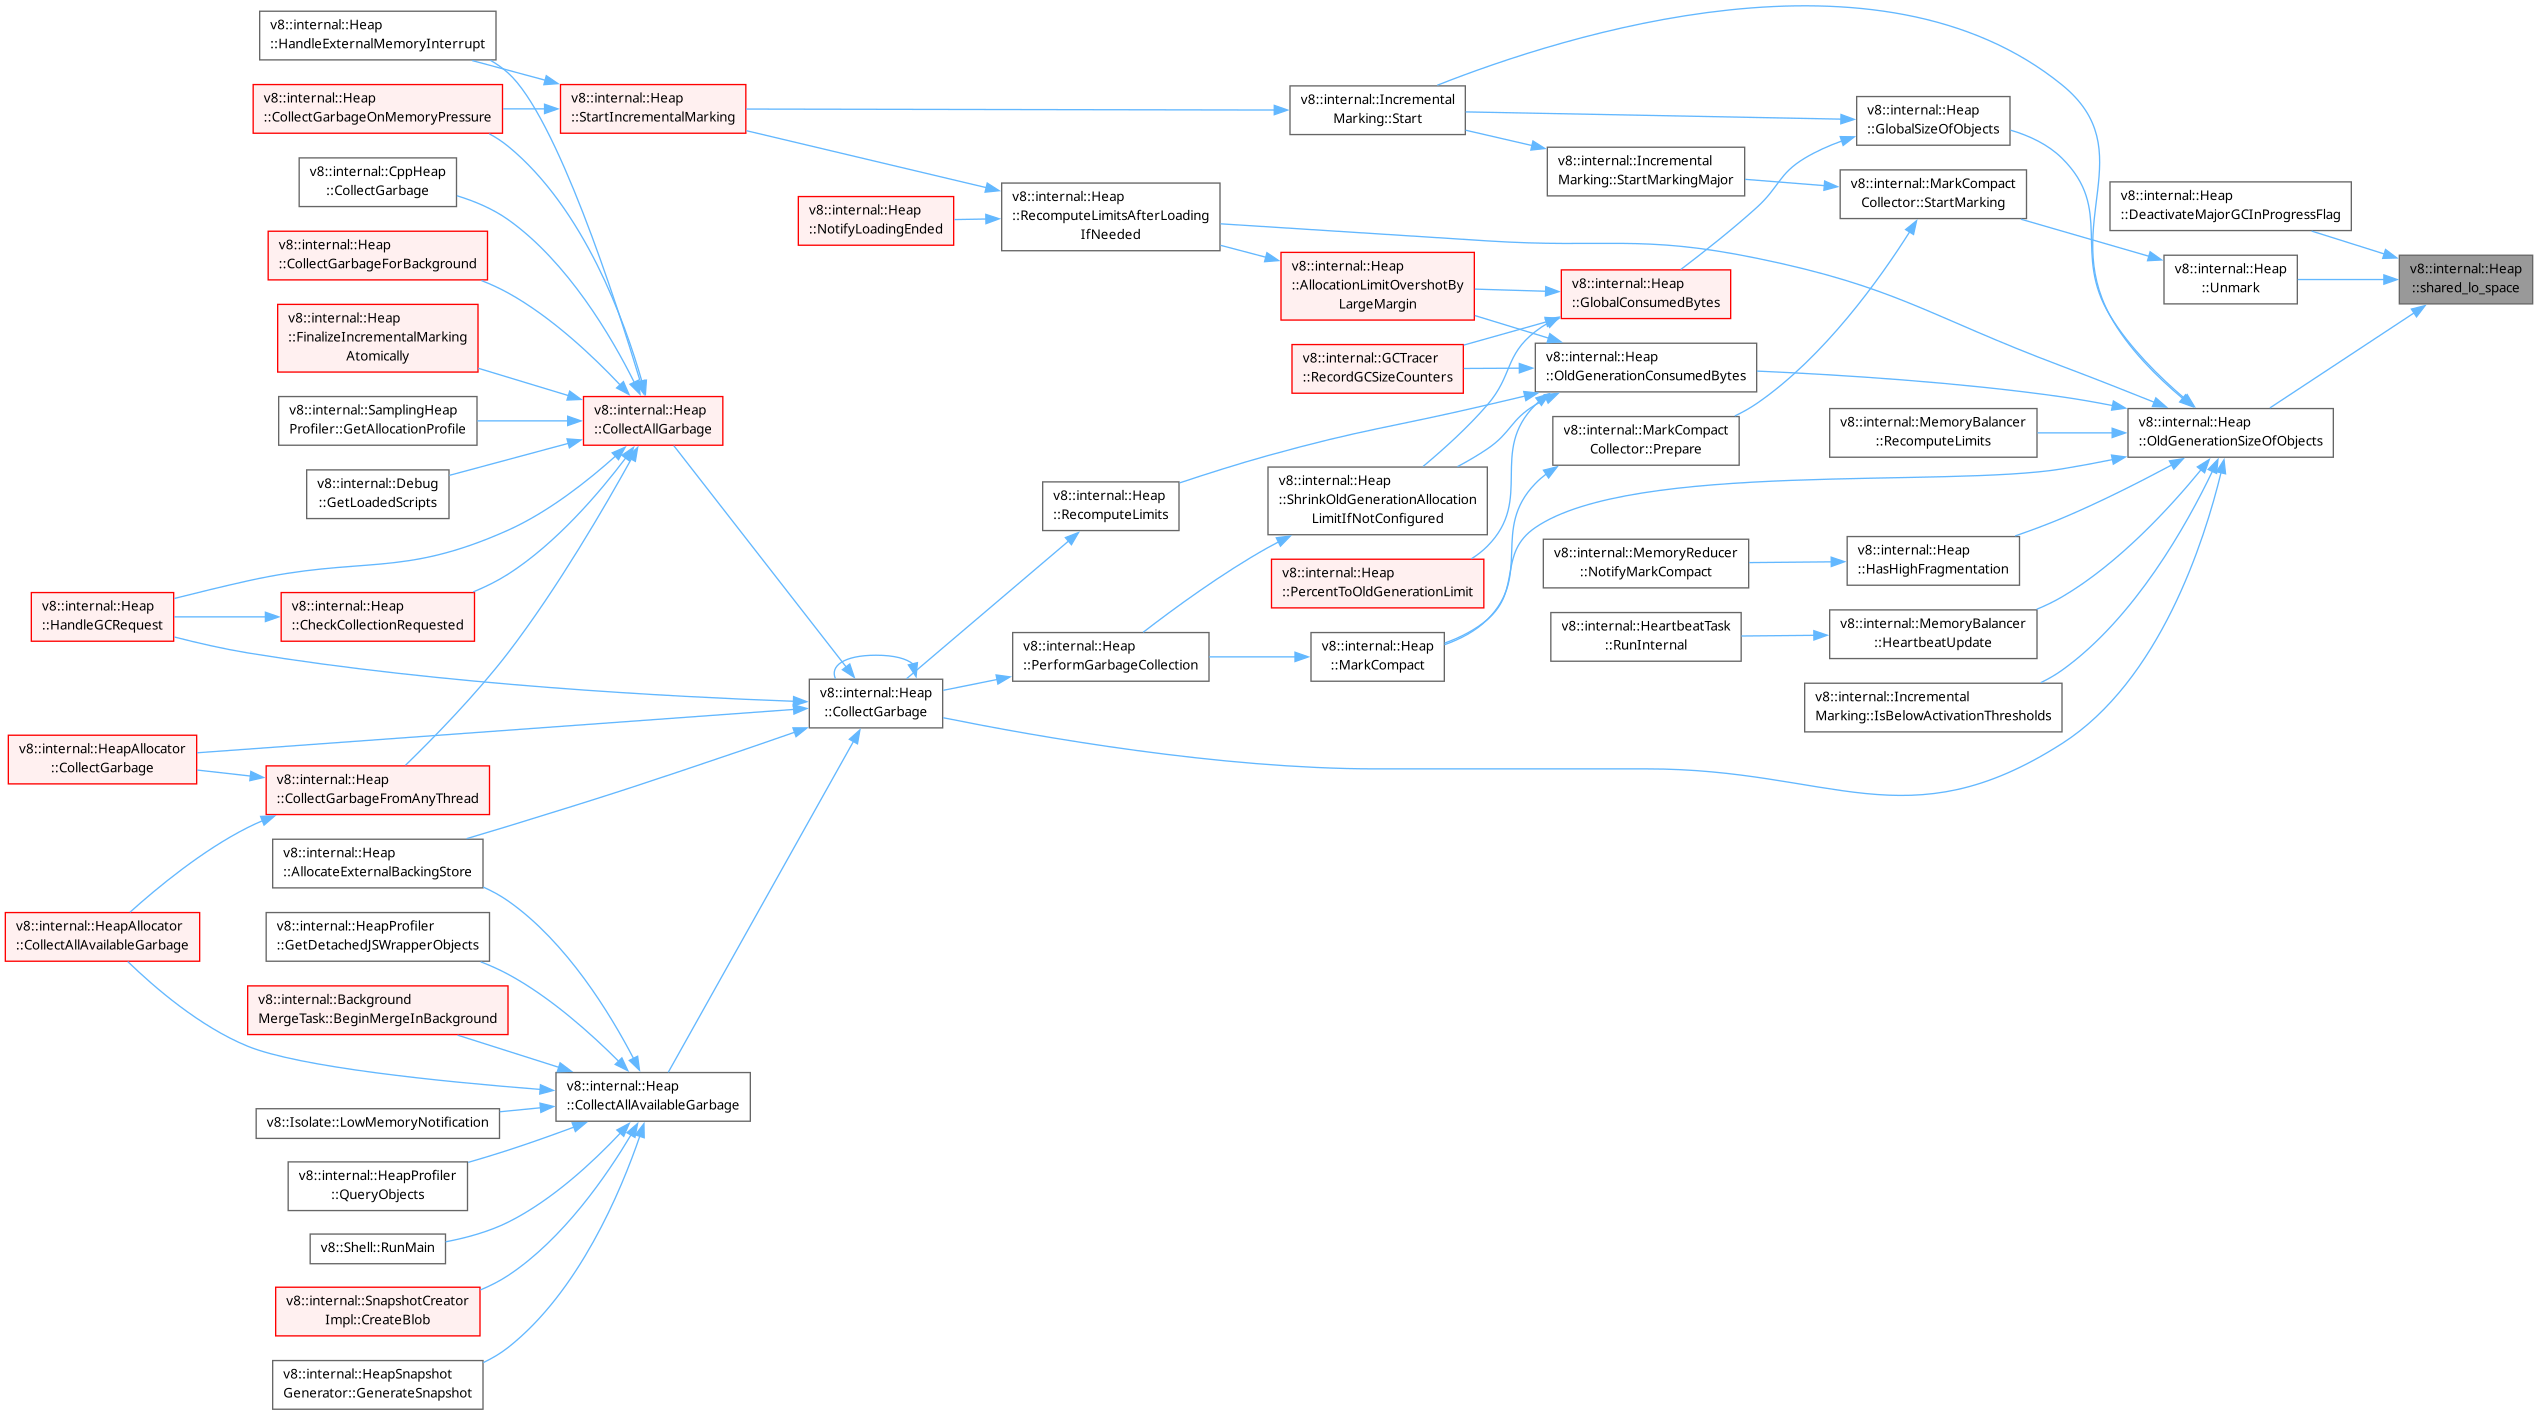 v8::internal::Heap
::HandleExternalMemoryInterrupt
v8::internal::Heap
::CollectGarbageOnMemoryPressure
v8::internal::CppHeap
::CollectGarbage
v8::internal::Heap
::CollectGarbageForBackground
v8::internal::Heap
::FinalizeIncrementalMarking
Atomically
v8::internal::SamplingHeap
Profiler::GetAllocationProfile
v8::internal::Debug
::GetLoadedScripts
v8::internal::Heap
::HandleGCRequest
v8::internal::Heap
::CheckCollectionRequested
v8::internal::HeapAllocator
::CollectGarbage
v8::internal::Heap
::CollectGarbageFromAnyThread
v8::internal::Heap
::AllocateExternalBackingStore
v8::internal::HeapAllocator
::CollectAllAvailableGarbage
v8::internal::HeapProfiler
::GetDetachedJSWrapperObjects
v8::internal::Background
MergeTask::BeginMergeInBackground
v8::Isolate::LowMemoryNotification
v8::internal::HeapProfiler
::QueryObjects
v8::Shell::RunMain
v8::internal::SnapshotCreator
Impl::CreateBlob
v8::internal::HeapSnapshot
Generator::GenerateSnapshot
v8::internal::Heap
::StartIncrementalMarking
v8::internal::Heap
::CollectAllGarbage
v8::internal::Heap
::CollectAllAvailableGarbage
v8::internal::Heap
::NotifyLoadingEnded
v8::internal::Heap
::CollectGarbage
v8::internal::Heap
::RecomputeLimitsAfterLoading
IfNeeded
v8::internal::Heap
::RecomputeLimits
v8::internal::Heap
::PerformGarbageCollection
v8::internal::Incremental
Marking::Start
v8::internal::Heap
::AllocationLimitOvershotBy
LargeMargin
v8::internal::GCTracer
::RecordGCSizeCounters
v8::internal::Heap
::ShrinkOldGenerationAllocation
LimitIfNotConfigured
v8::internal::Heap
::PercentToOldGenerationLimit
v8::internal::Heap
::MarkCompact
v8::internal::Incremental
Marking::StartMarkingMajor
v8::internal::Heap
::GlobalConsumedBytes
v8::internal::Heap
::OldGenerationConsumedBytes
v8::internal::MarkCompact
Collector::Prepare
v8::internal::MemoryReducer
::NotifyMarkCompact
v8::internal::HeartbeatTask
::RunInternal
v8::internal::Heap
::GlobalSizeOfObjects
v8::internal::MarkCompact
Collector::StartMarking
v8::internal::MemoryBalancer
::RecomputeLimits
v8::internal::Heap
::HasHighFragmentation
v8::internal::MemoryBalancer
::HeartbeatUpdate
v8::internal::Incremental
Marking::IsBelowActivationThresholds
v8::internal::Heap
::DeactivateMajorGCInProgressFlag
v8::internal::Heap
::Unmark
v8::internal::Heap
::OldGenerationSizeOfObjects
v8::internal::Heap
::shared_lo_space